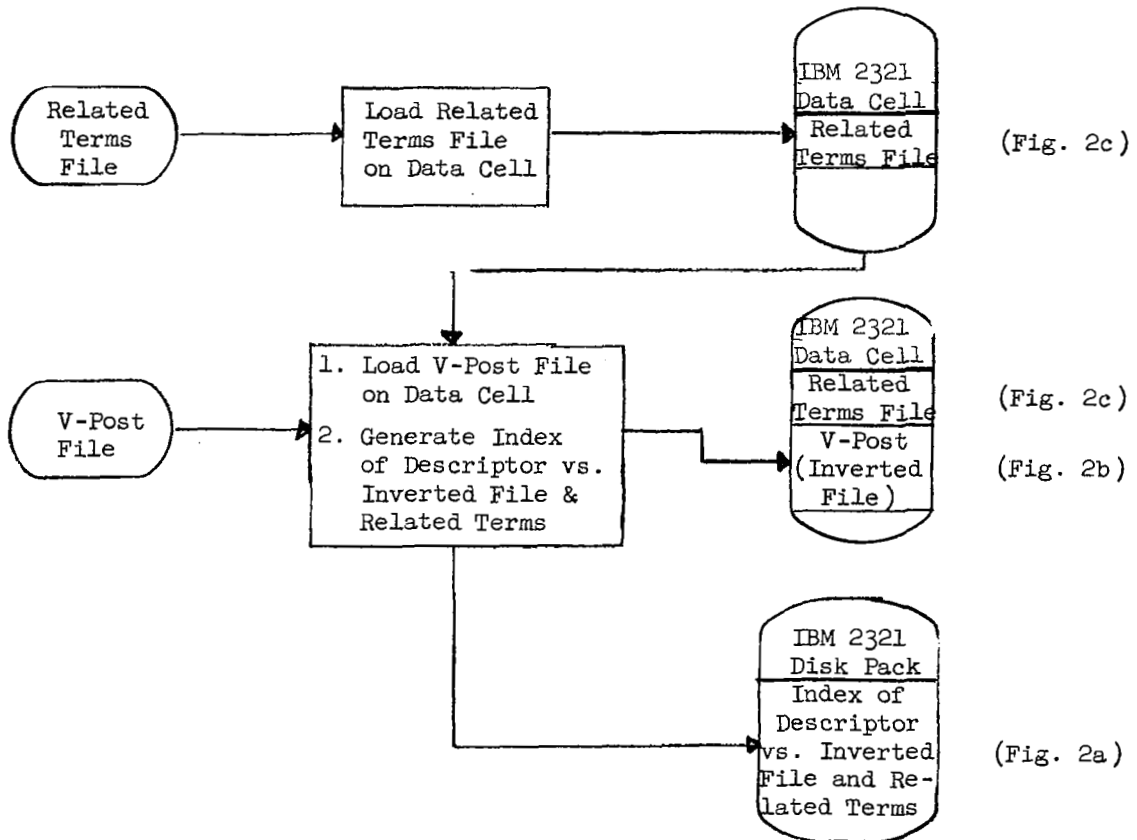 Related
Terms
File
Load Related
Terms File
on Data Cell
IBM 2321
Data Cell
Related
Terms File
(Fig. 2c)
V-Post
File
1. Load V-Post File
on Data Cell
2. Generate Index
of Descriptor vs.
Inverted File &
Related Terms
IBM 2321
Data Cell
Related
Terms File
V-Post
(Inverted
File)
(Fig. 2c)
(Fig. 2b)
IBM 2321
Disk Pack
Index of
Descriptor
vs. Inverted
File and Re-
lated Terms
(Fig. 2a)